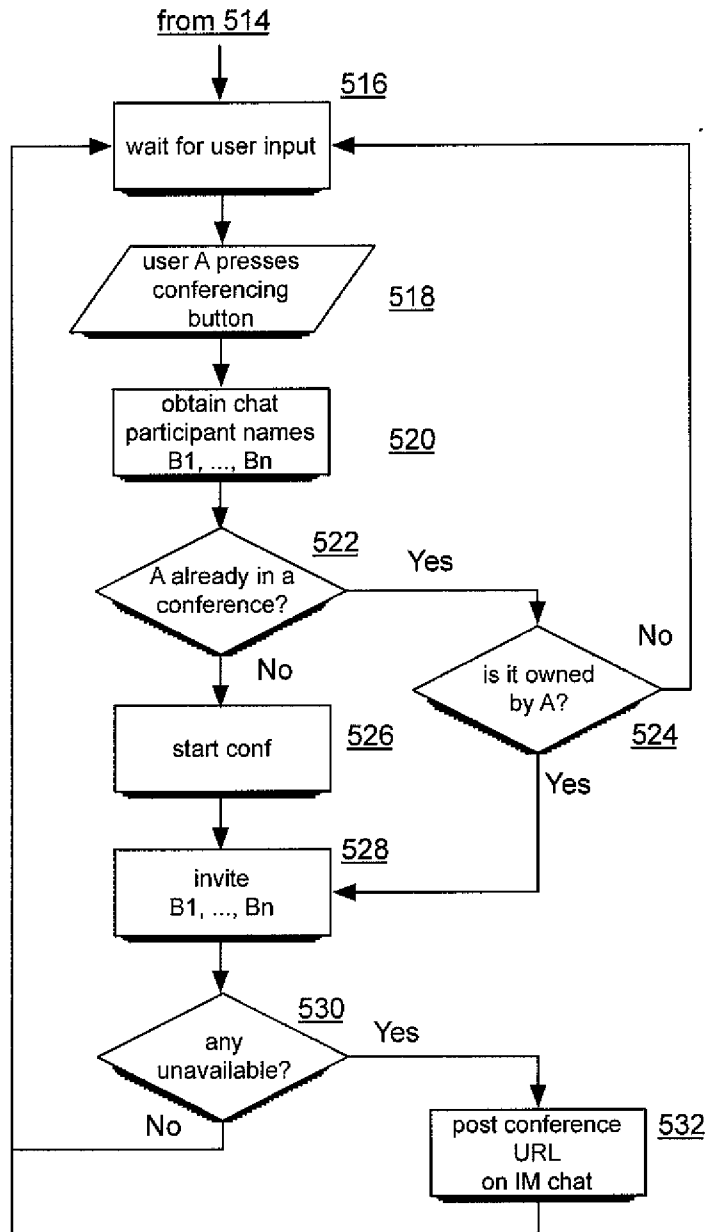 from 514
516
wait for user input
user A presses
conferencing
button
518
obtain chat
participant names
B1, ..., Bn
520
522
A already in a
conference?
Yes
No
No
is it owned
by A?
524
start conf
526
Yes
528
invite
B1, ..., Bn
530
any
unavailable?
Yes
No
post conference
URL
on IM chat
532